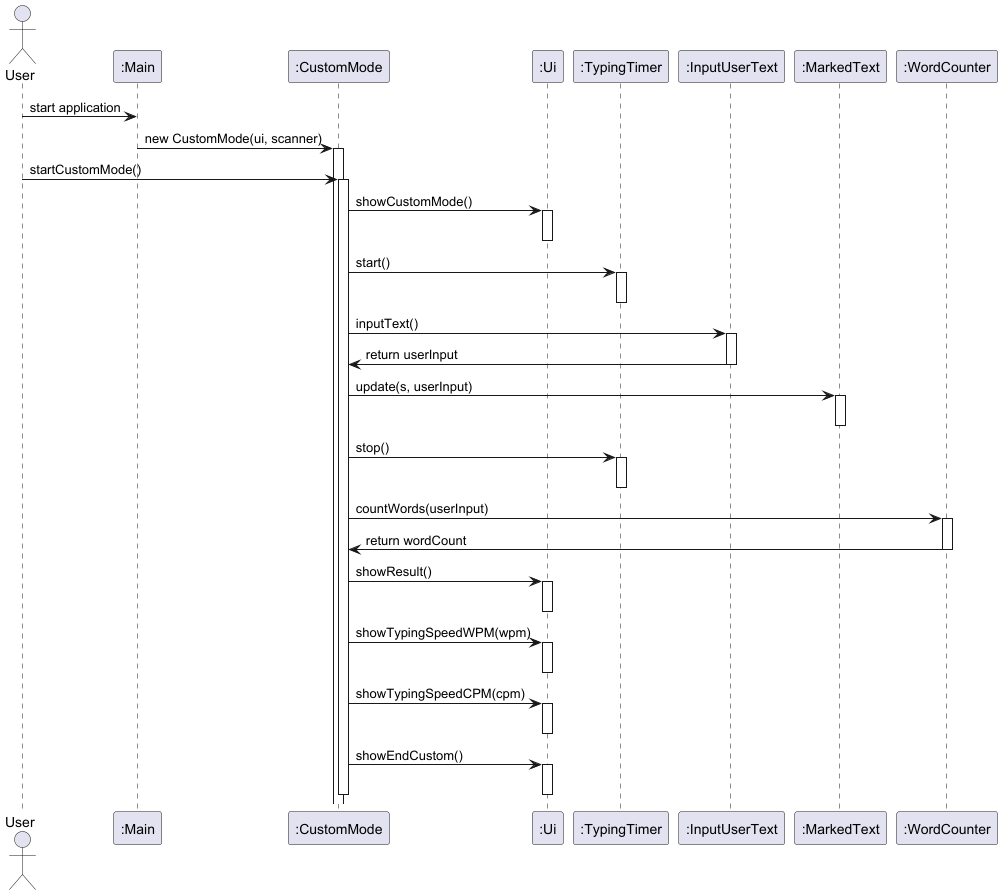 User
:Main
:CustomMode
:Ui
:TypingTimer
:InputUserText
:MarkedText
:WordCounter
start application
new CustomMode(ui, scanner)
startCustomMode()
showCustomMode()
start()
inputText()
return userInput
update(s, userInput)
stop()
countWords(userInput)
return wordCount
showResult()
showTypingSpeedWPM(wpm)
showTypingSpeedCPM(cpm)
showEndCustom()
User
:Main
:CustomMode
:Ui
:TypingTimer
:InputUserText
:MarkedText
:WordCounter